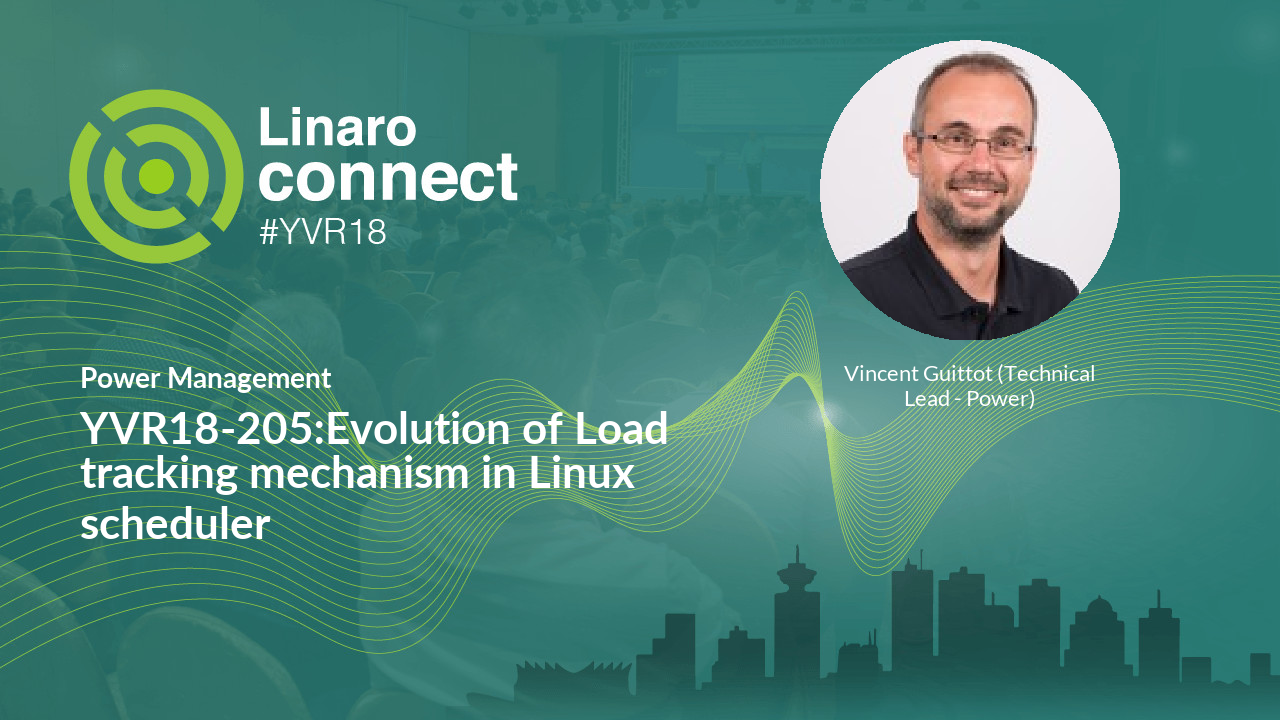 Linaro
connect
#YVR18
Vincent Guittot (Technical
Lead - Power)
Power Management
YVR18-205:Evolution of Load
tracking mechanism in Linux
scheduler